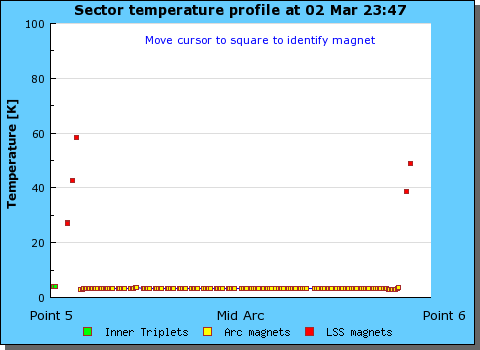 Sector temperature profile at 02 Mar 23:47
Move cursor to square to identify magnet
Temperature [K]
100
80
60
40
20
0
Point 5 Mid Arc Point 6
Inner Triplets Arc magnets LSS magnets